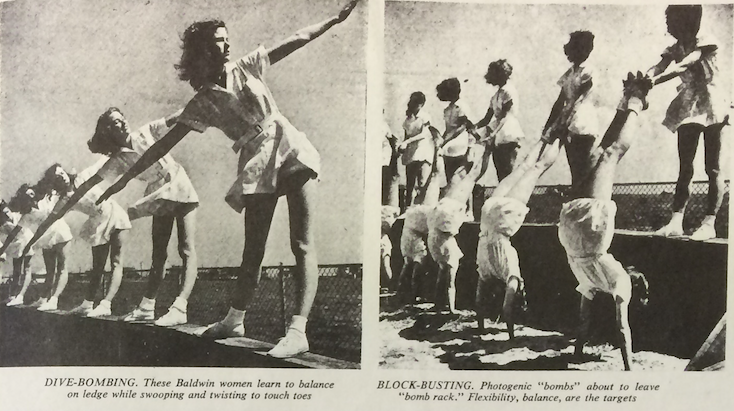 DIVE-BOMBING. These Baldwin women learn to balance
on ledge while swooping and twisting to touch toes
BLOCK-BUSTING. Photogenic "bombs" about to leave
"bomb rack." Flexibility, balance, are the targets